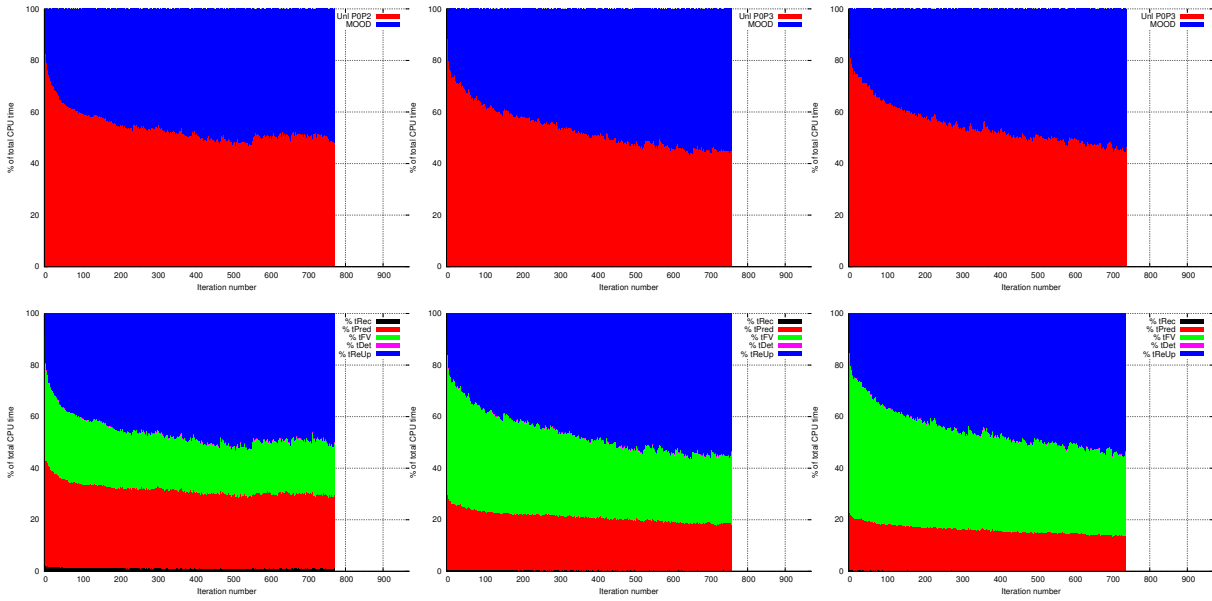 100
80
60
40
20
0
% of total CPU time
Unl P0P2
MOOD
0 100 200 300 400 500 600 700 800 900
Iteration number
100
80
60
40
20
0
% of total CPU time
Unl P0P3
MOOD
0 100 200 300 400 500 600 700 800 900
Iteration number
100
80
60
40
20
0
% of total CPU time
Unl P0P3
MOOD
0 100 200 300 400 500 600 700 800 900
Iteration number
100
80
60
40
20
0
% of total CPU time
% tRec
% tPred
% tFV
% tDet
% tReUp
0 100 200 300 400 500 600 700 800 900
Iteration number
100
80
60
40
20
0
% of total CPU time
% tRec
% tPred
% tFV
% tDet
% tReUp
0 100 200 300 400 500 600 700 800 900
Iteration number
100
80
60
40
20
0
% of total CPU time
% tRec
% tPred
% tFV
% tDet
% tReUp
0 100 200 300 400 500 600 700 800 900
Iteration number